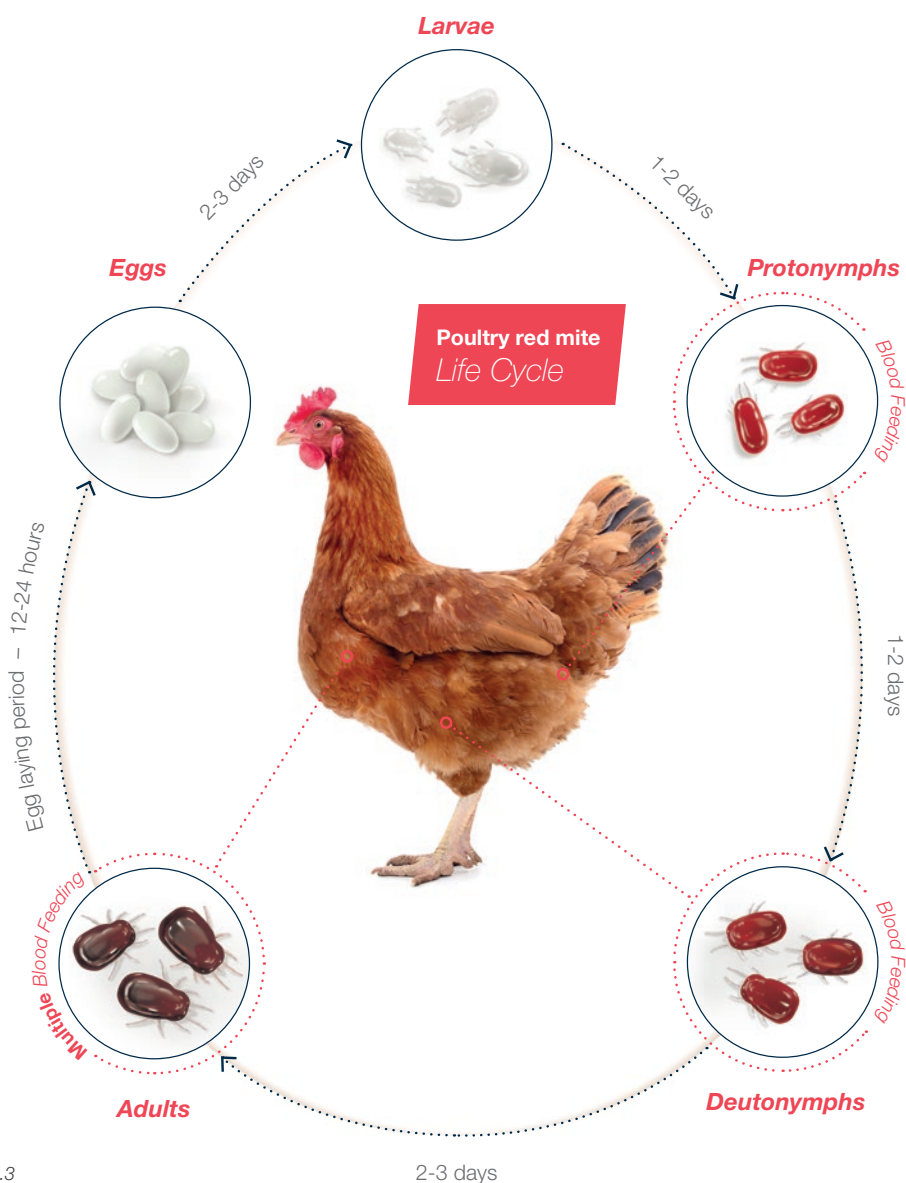 Larvae
2-3 days
1-2 days
Eggs
Protonymphs
Poultry red mite
Life Cycle
Blood Feeding
Egg laying period – 12-24 hours
1-2 days
Multiple Blood Feeding
Blood Feeding
Adults
Deutonymphs
.3
2-3 days